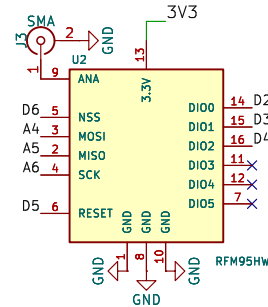 3V3
SMA
J3
2
GND
1
U2
13
9
ANA
3.3V
DIO0
14
D2
D6
5
NSS
DIO1
15
D3
A4
3
MOSI
DIO2
16
D4
A5
2
MISO
DIO3
11
A6
4
SCK
DIO4
12
DIO5
7
D5
6
RESET
GND
GND
GND
1
8
10
RFM95HW
GND
GND
GND